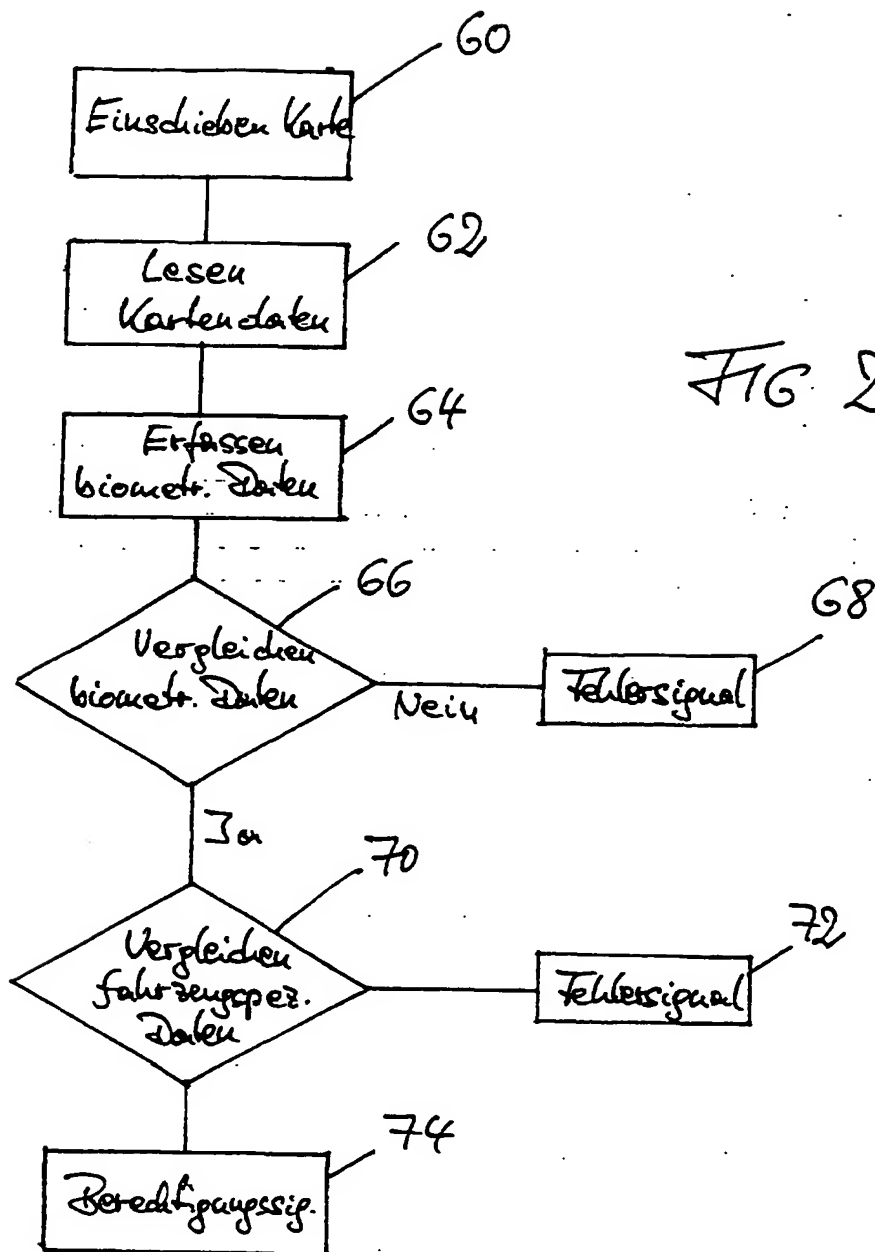 60
Einschieben Karte
62
Lesen
Kartendaten
FIG 2
64
Erfassen
biometr. Daten
66
68
Vergleichen
biometr. Daten
Nein
Fehlersignal
Ja
70
72
Vergleichen
fahrzeugspez.
Daten
Fehlersignal
74
Berechtigungssig.